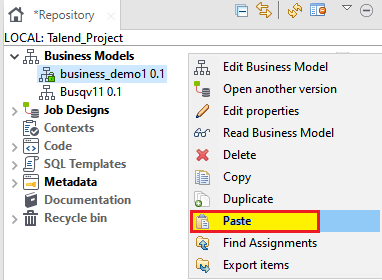 *Repository
LOCAL: Talend_Project
Business Models
business_demo1 0.1
Busqv11 0.1
Job Designs
Contexts
Code
SQL Templates
Metadata
Documentation
Recycle bin
Edit Business Model
Open another version
Edit properties
Read Business Model
Delete
Copy
Duplicate
Paste
Find Assignments
Export items